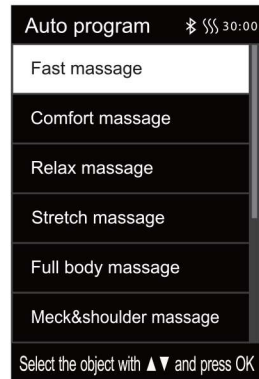 Auto program 30:00
Fast massage
Comfort massage
Relax massage
Stretch massage
Full body massage
Meck&shoulder massage
Select the object with ▲▼ and press OK